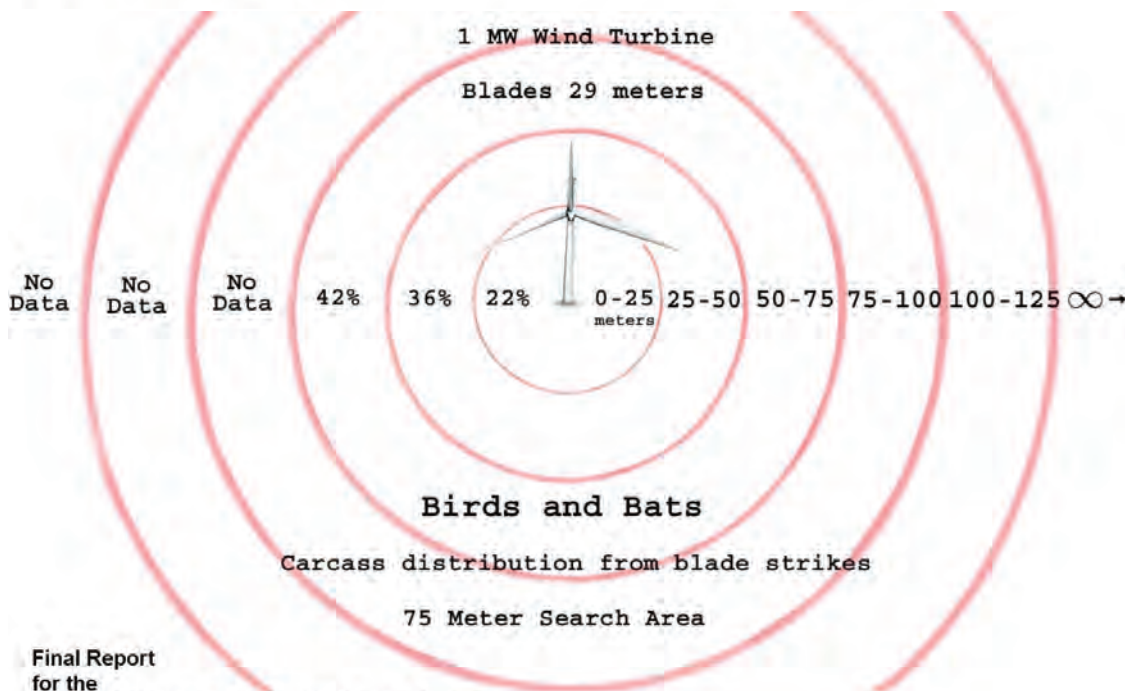 1 MW Wind Turbine
Blades 29 meters
No Data
No Data
No Data
42%
36%
22%
0-25 meters
25-50
50-75
75-100
100-125
∞→
Birds and Bats
Carcass distribution from blade strikes
75 Meter Search Area
Final Report
for the